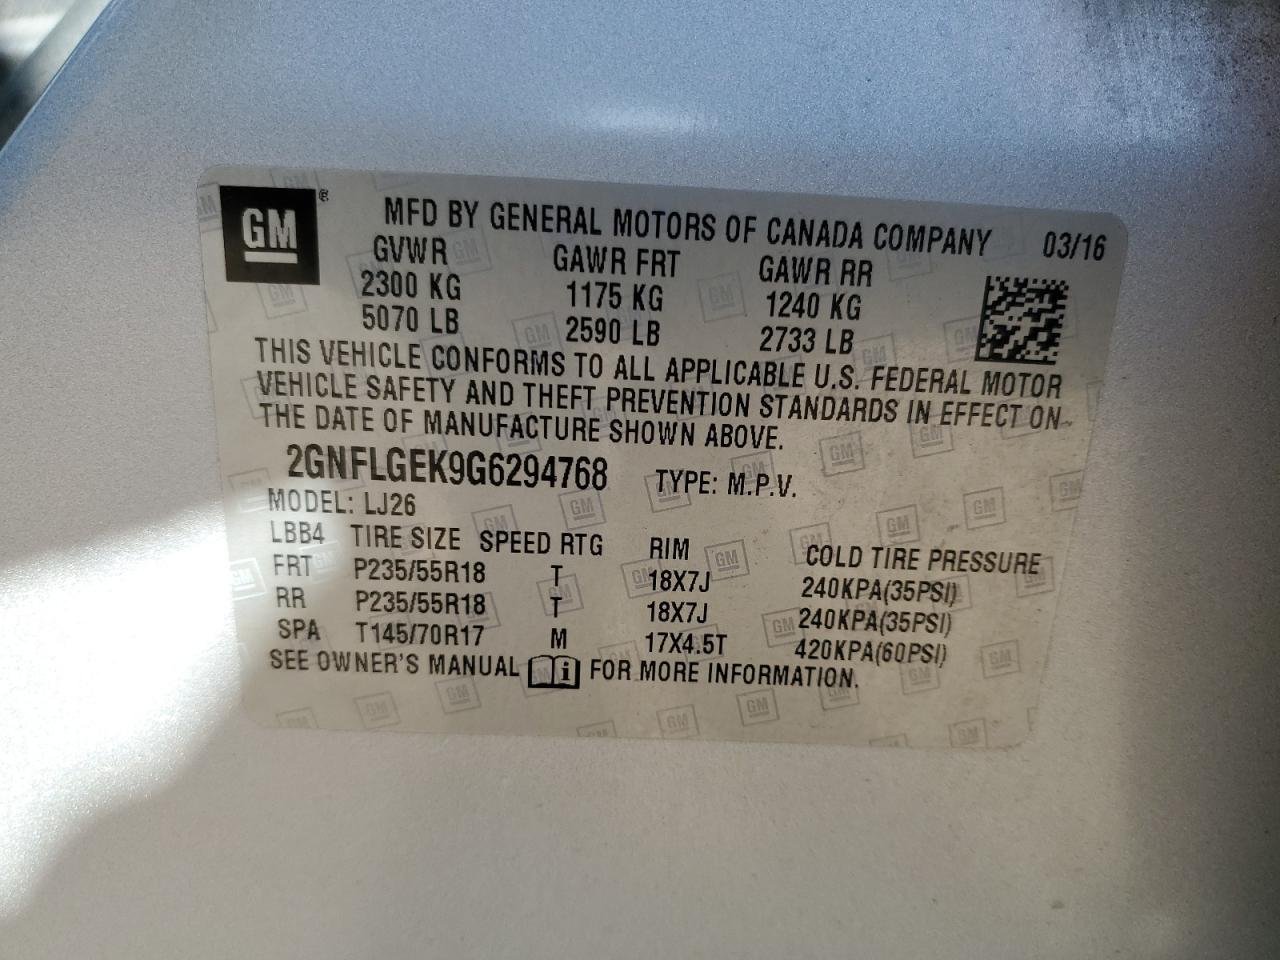 GM ®
MFD BY GENERAL MOTORS OF CANADA COMPANY 03/16
GVWR GAWR FRT GAWR RR
2300 KG 1175 KG 1240 KG
5070 LB 2590 LB 2733 LB
THIS VEHICLE CONFORMS TO ALL APPLICABLE U.S. FEDERAL MOTOR
VEHICLE SAFETY AND THEFT PREVENTION STANDARDS IN EFFECT ON
THE DATE OF MANUFACTURE SHOWN ABOVE.
2GNFLGEK9G6294768 TYPE: M.P.V.
MODEL: LJ26
LBB4 TIRE SIZE SPEED RTG RIM COLD TIRE PRESSURE
FRT P235/55R18 T 18X7J 240KPA(35PSI)
RR P235/55R18 T 18X7J 240KPA(35PSI)
SPA T145/70R17 M 17X4.5T 420KPA(60PSI)
SEE OWNER'S MANUAL i FOR MORE INFORMATION.